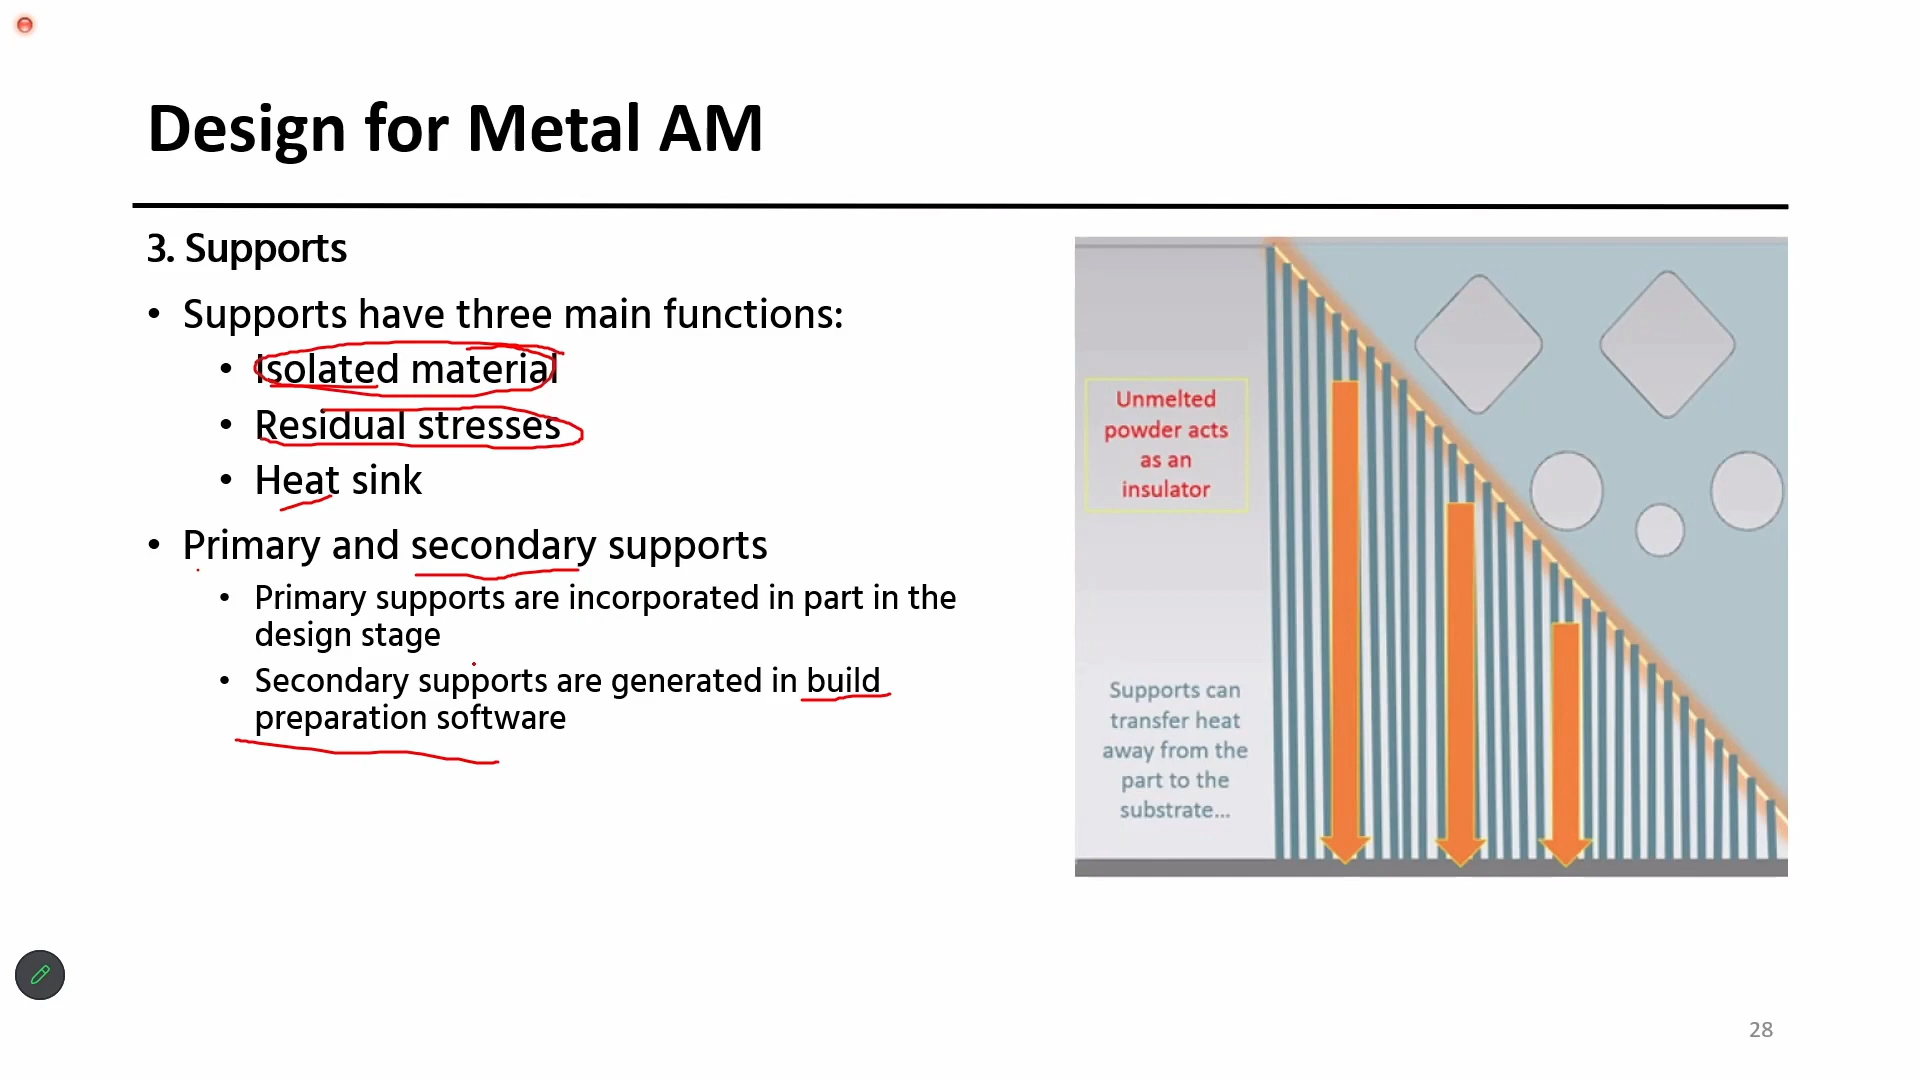 Design for Metal AM
3. Supports
• Supports have three main functions:
• Isolated material
• Residual stresses
• Heat sink
• Primary and secondary supports
• Primary supports are incorporated in part in the
design stage
• Secondary supports are generated in build
preparation software
Unmelted
powder acts
as an
insulator
Supports can
transfer heat
away from the
part to the
substrate...
28